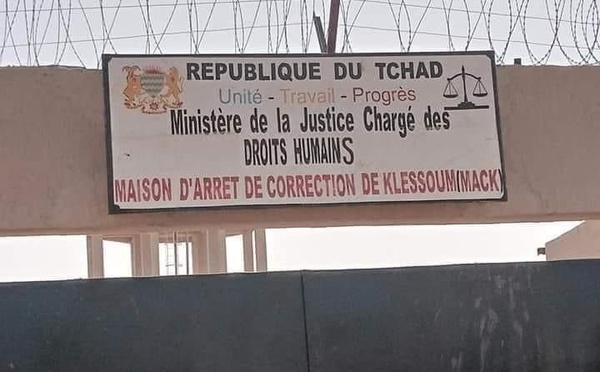 REPUBLIQUE DU TCHAD
Unité - Travail - Progrès
Ministère de la Justice Chargé des
DROITS HUMAINS
MAISON D'ARRET DE CORRECTION DE KLESSOUM(MACK)